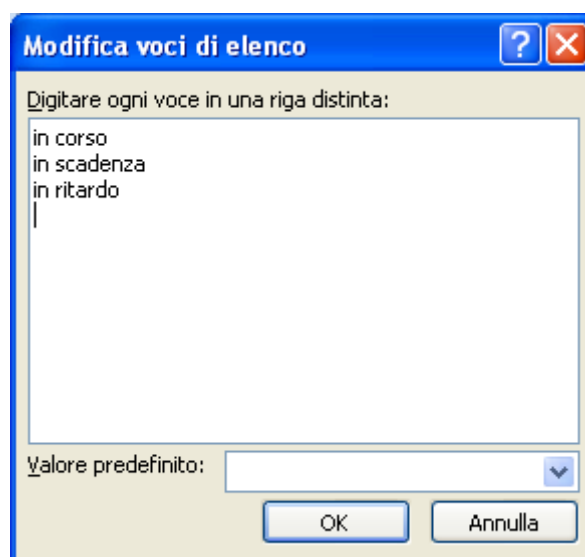 Modifica voci di elenco
Digitare ogni voce in una riga distinta:
in corso
in scadenza
in ritardo
Valore predefinito:
OK Annulla